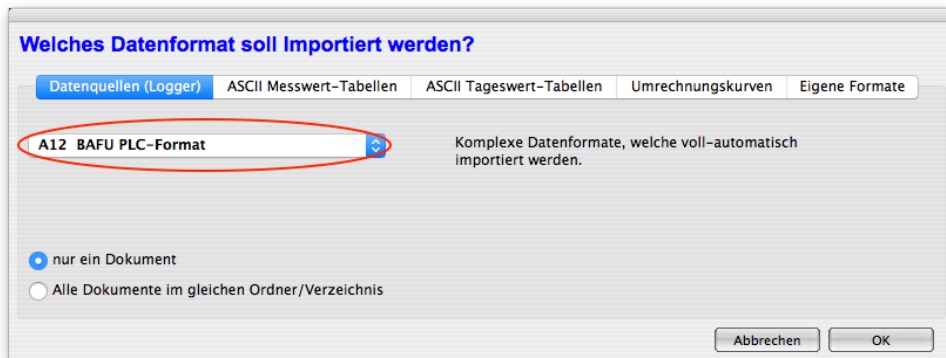 Welches Datenformat soll Importiert werden?
Datenquellen (Logger) ASCII Messwert-Tabellen ASCII Tageswert-Tabellen Umrechnungskurven Eigene Formate
A12 BAFU PLC-Format
Komplexe Datenformate, welche voll-automatisch
importiert werden.
nur ein Dokument
Alle Dokumente im gleichen Ordner/Verzeichnis
Abbrechen OK